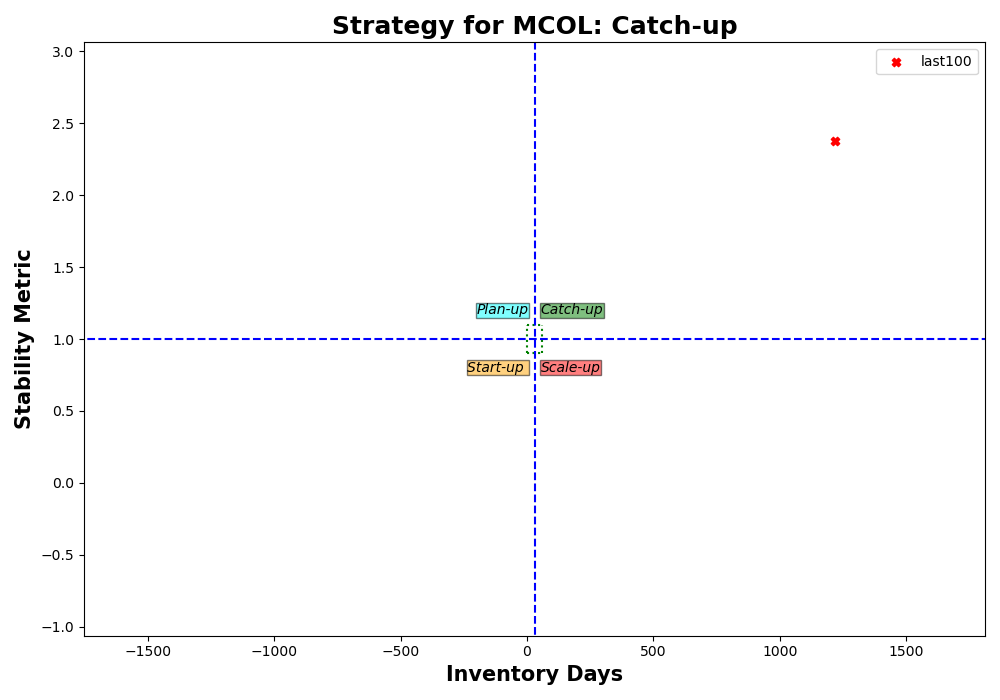 Strategy for MCOL: Catch-up
last100
3.0
2.5
2.0
1.5
1.0
0.5
0.0
−0.5
−1.0
Stability Metric
Plan-up
Catch-up
Start-up
Scale-up
−1500
−1000
−500
0
500
1000
1500
Inventory Days